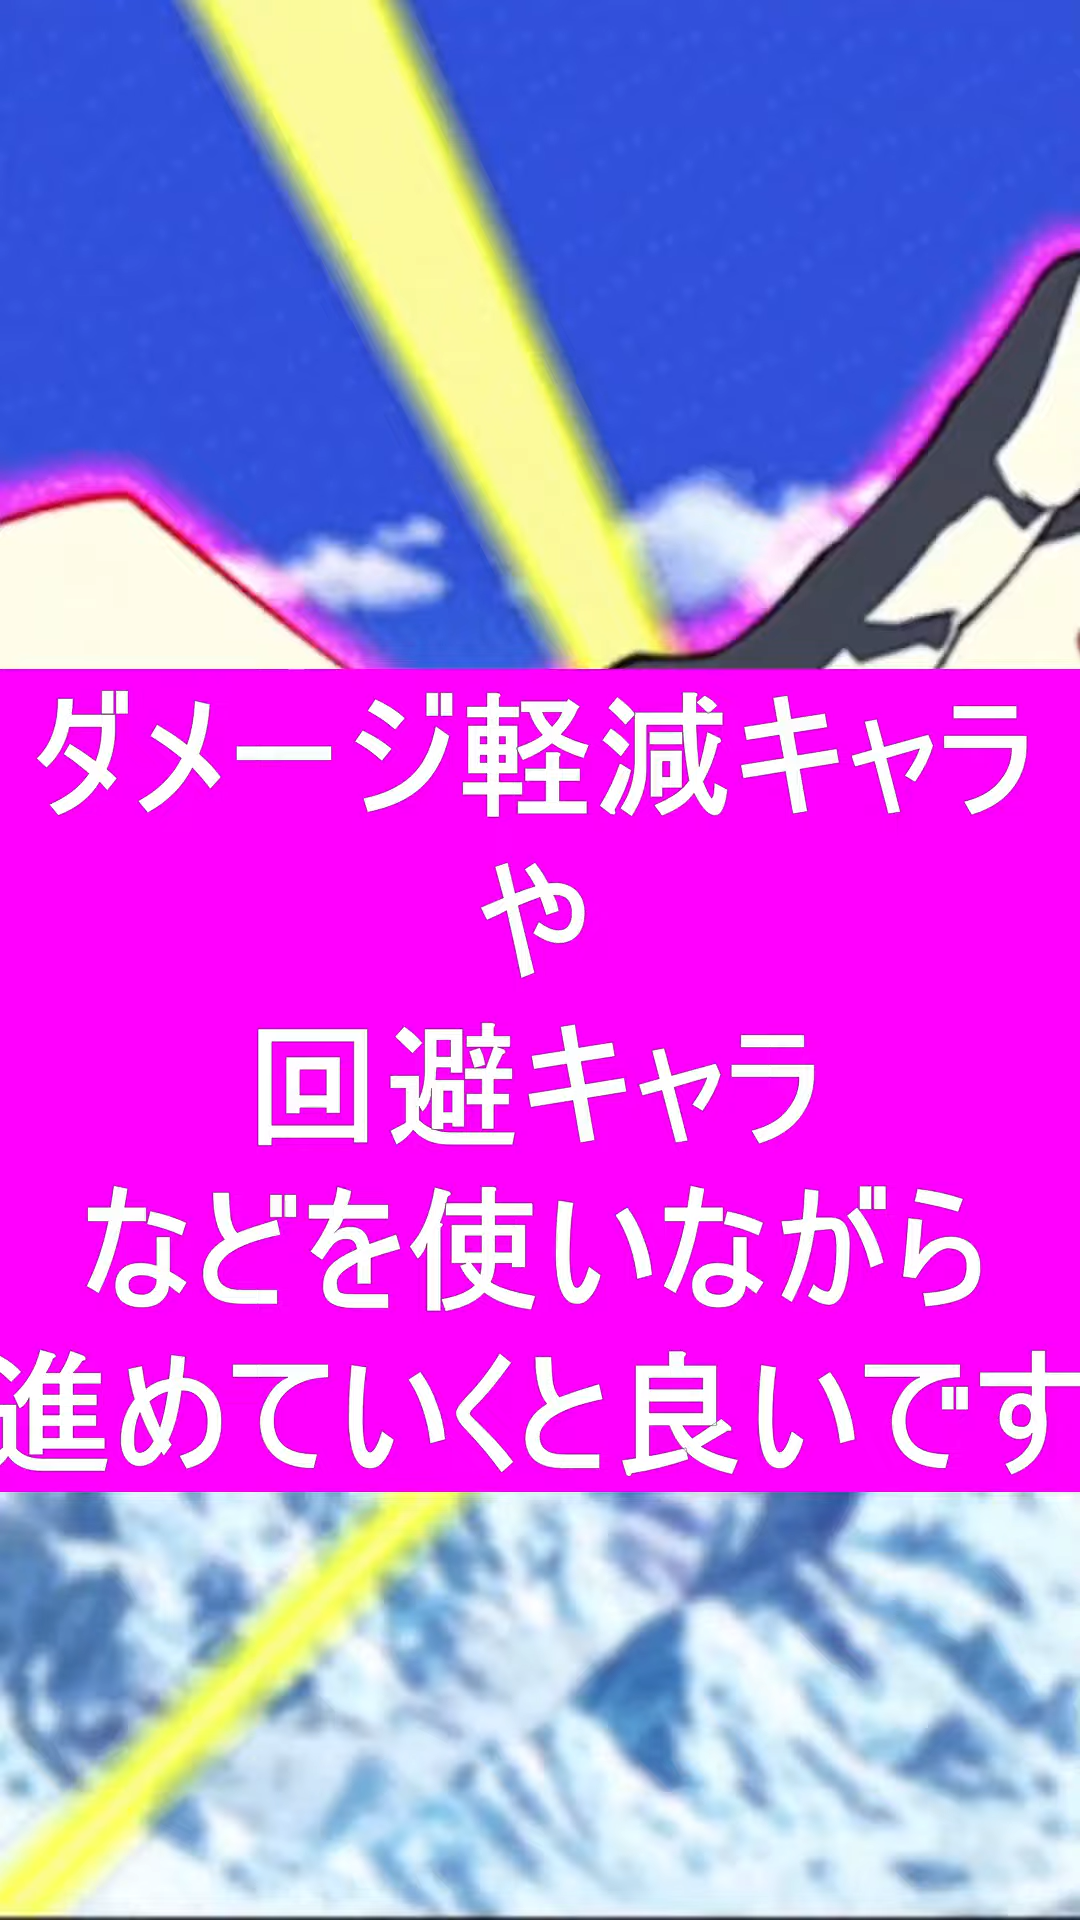 ダメージ軽減キャラ
や
回避キャラ
などを使いながら
進めていくと良いです